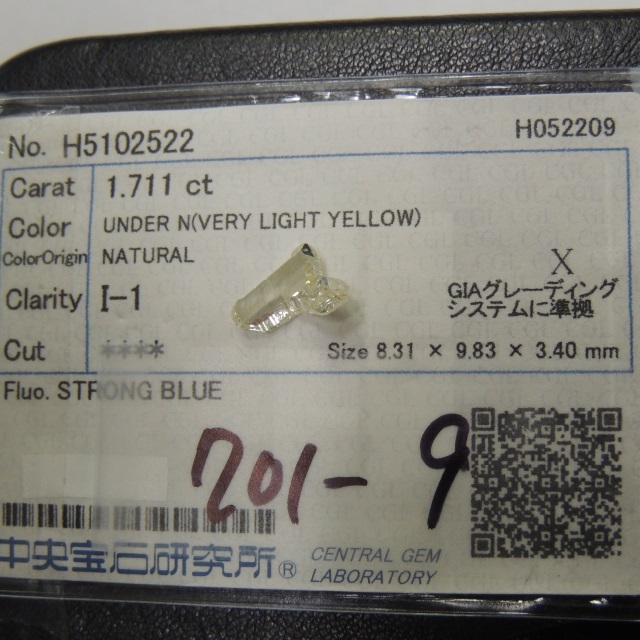 No. H5102522 H052209
Carat 1.711 ct
Color UNDER N(VERY LIGHT YELLOW)
ColorOrigin NATURAL
Clarity I-1
X
GIAグレーディング
システムに準拠
Cut **** Size 8.31 × 9.83 × 3.40 mm
Fluo. STRONG BLUE
201-9
中央宝石研究所® CENTRAL GEM
LABORATORY